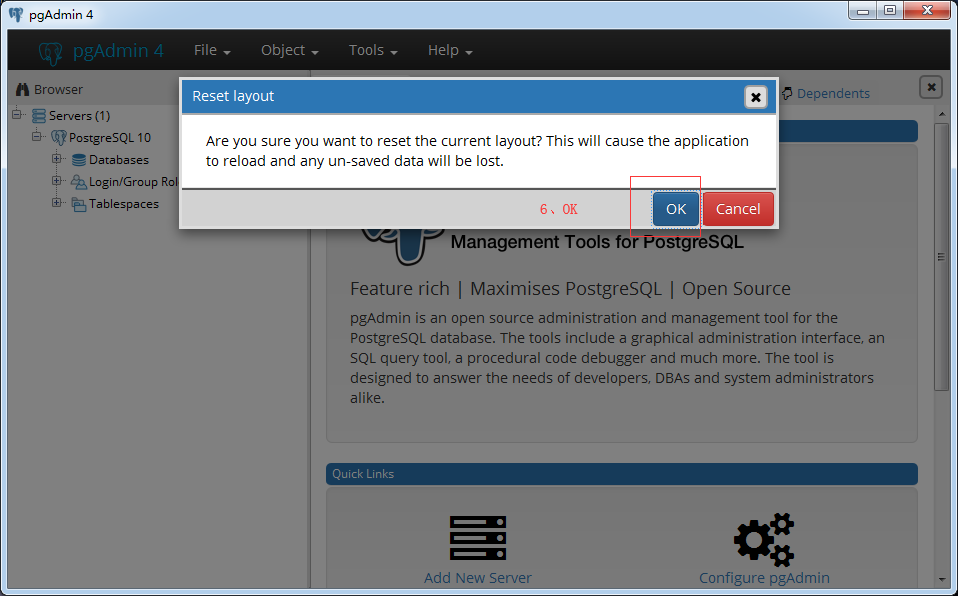 pgAdmin 4
pgAdmin 4 File Object Tools Help
Browser
Dependents
Servers (1)
PostgreSQL 10
Databases
Login/Group Rol
Tablespaces
Reset layout
Are you sure you want to reset the current layout? This will cause the application
to reload and any un-saved data will be lost.
6、OK
OK
Cancel
Management Tools for PostgreSQL
Feature rich | Maximises PostgreSQL | Open Source
pgAdmin is an open source administration and management tool for the
PostgreSQL database. The tools include a graphical administration interface, an
SQL query tool, a procedural code debugger and much more. The tool is
designed to answer the needs of developers, DBAs and system administrators
alike.
Quick Links
Add New Server
Configure pgAdmin